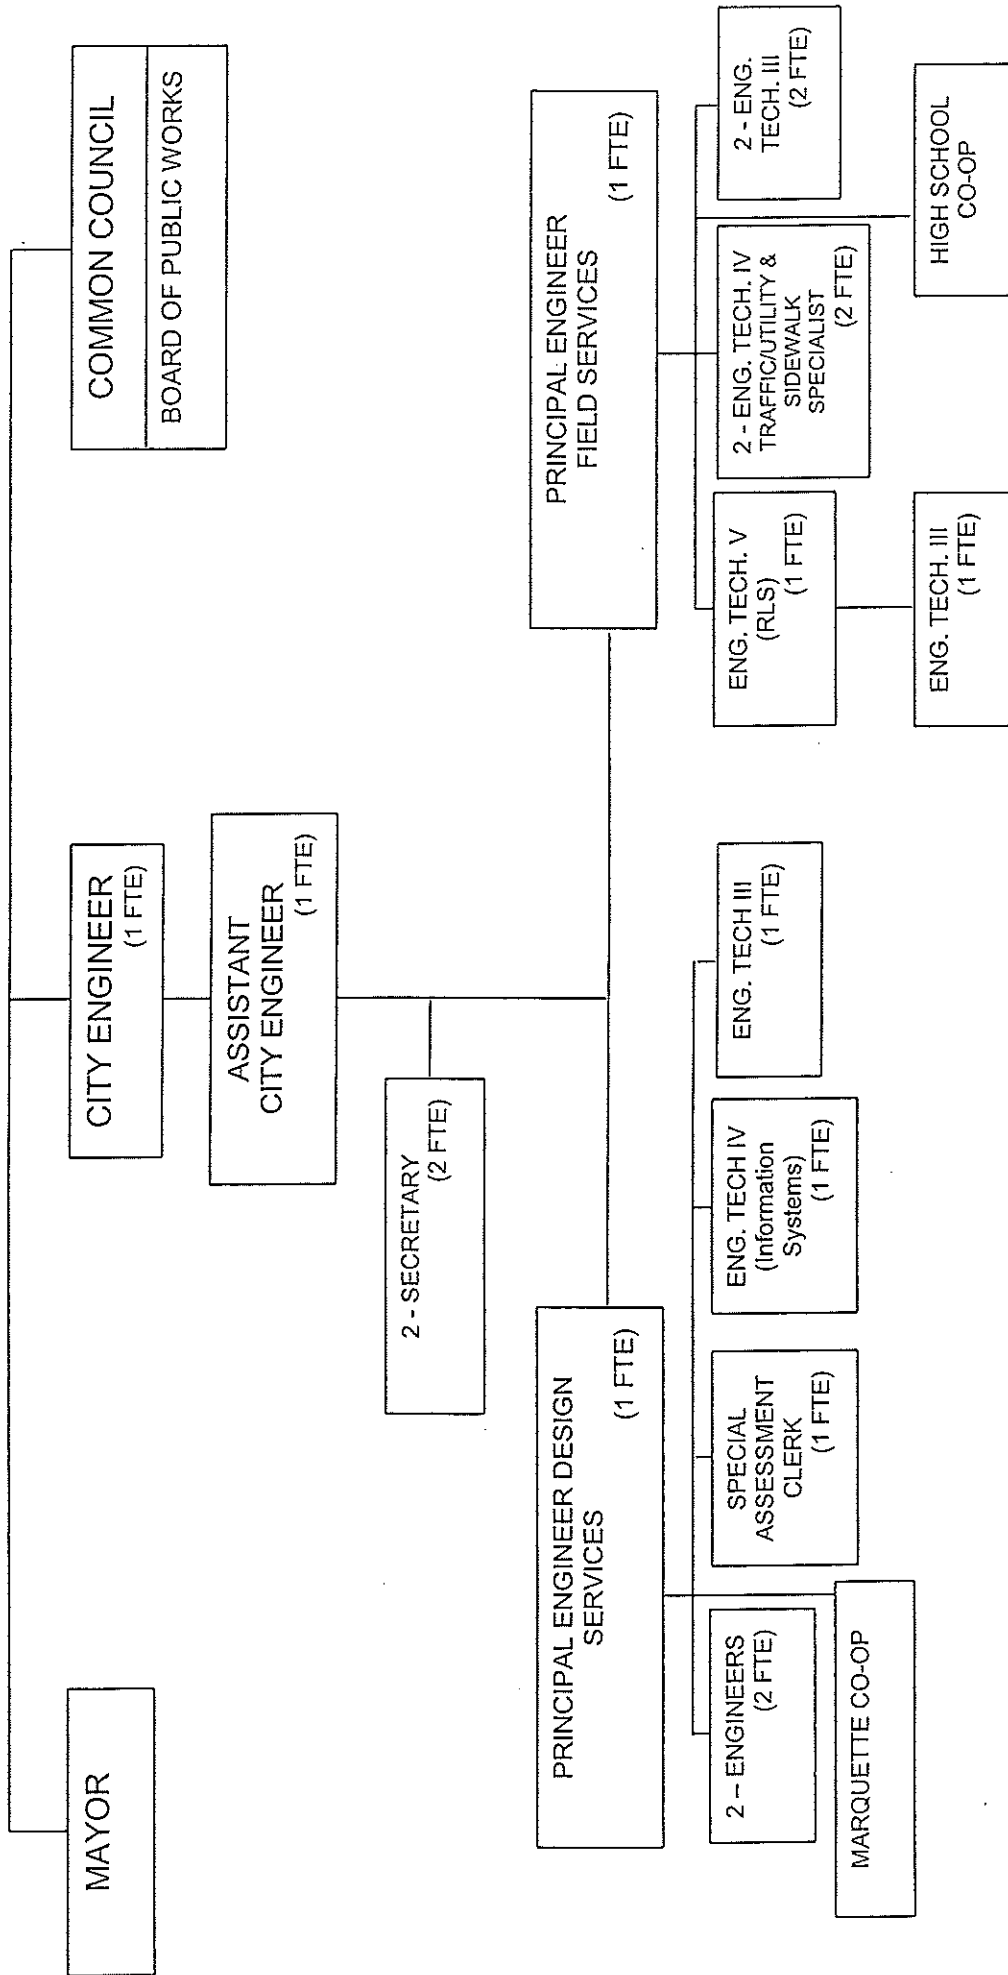 MAYOR
CITY ENGINEER
(1 FTE)
COMMON COUNCIL
BOARD OF PUBLIC WORKS
ASSISTANT
CITY ENGINEER
(1 FTE)
2 - SECRETARY
(2 FTE)
PRINCIPAL ENGINEER DESIGN
SERVICES
(1 FTE)
PRINCIPAL ENGINEER
FIELD SERVICES
(1 FTE)
2 – ENGINEERS
(2 FTE)
SPECIAL
ASSESSMENT
CLERK
(1 FTE)
ENG. TECH IV
(Information
Systems)
(1 FTE)
ENG. TECH III
(1 FTE)
MARQUETTE CO-OP
ENG. TECH. V
(RLS)
(1 FTE)
2 - ENG. TECH. IV
TRAFFIC/UTILITY &
SIDEWALK
SPECIALIST
(2 FTE)
2 - ENG.
TECH. III
(2 FTE)
ENG. TECH. III
(1 FTE)
HIGH SCHOOL
CO-OP